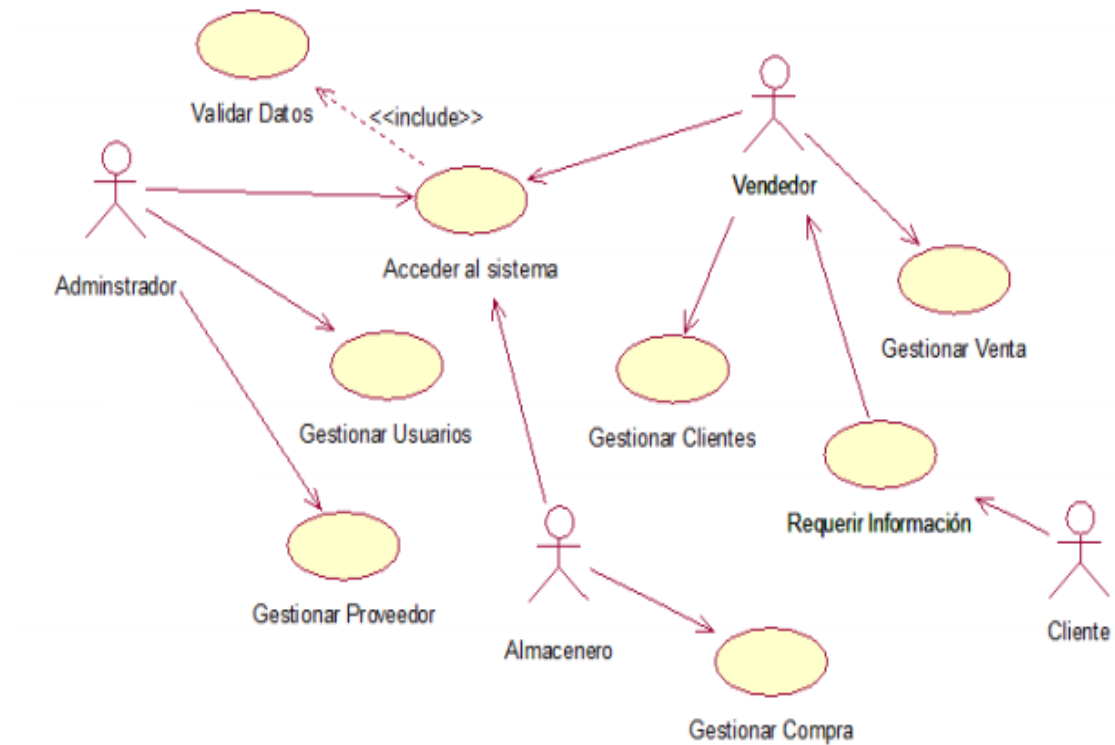 Validar Datos
<<include>>
Vendedor
Adminstrador
Acceder al sistema
Gestionar Venta
Gestionar Usuarios
Gestionar Clientes
Requerir Información
Gestionar Proveedor
Almacenero
Cliente
Gestionar Compra